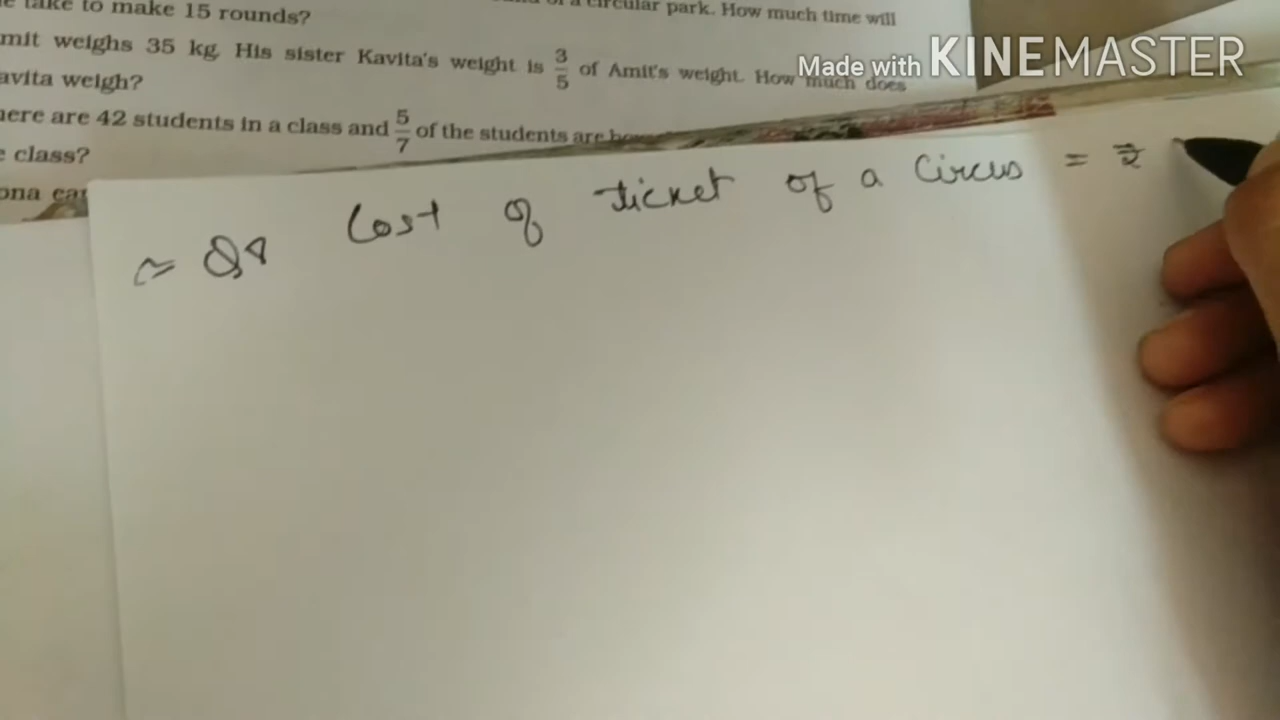 take to make 15 rounds?
circular park. How much time will
mit weighs 35 kg. His sister Kavita's weight is 3/5 of Amit's weight. How much does
avita weigh?
here are 42 students in a class and 5/7 of the students are
class?
ona
Made with KINEMASTER
Q8 Cost of ticket of a Circus = ₹